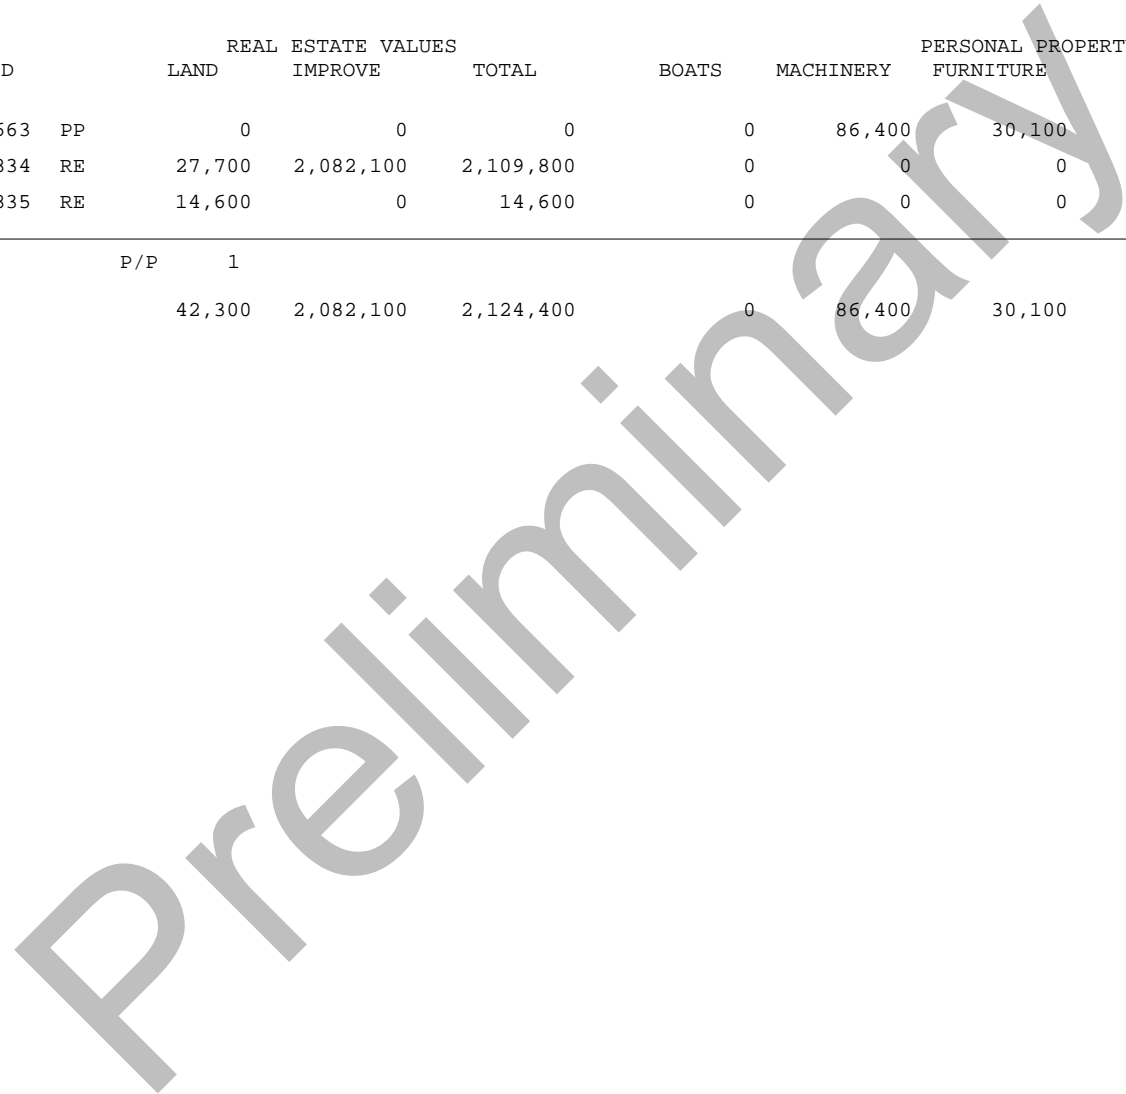 REAL ESTATE VALUES PERSONAL PROPERT
D LAND IMPROVE TOTAL BOATS MACHINERY FURNITURE
563 PP 0 0 0 0 86,400 30,100
334 RE 27,700 2,082,100 2,109,800 0 0 0
335 RE 14,600 0 14,600 0 0 0
P/P 1
42,300 2,082,100 2,124,400 0 86,400 30,100
Preliminary